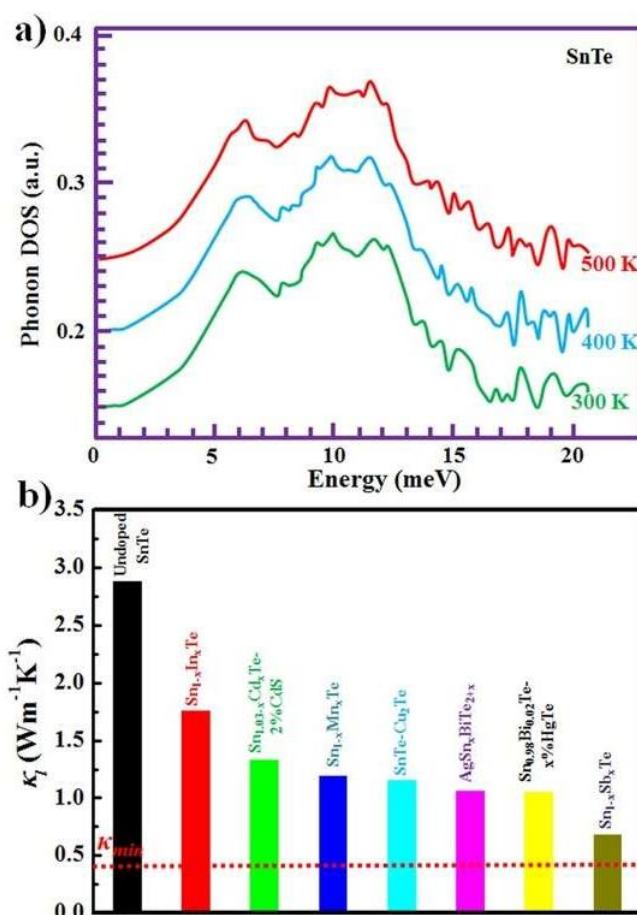 a)
0.4
0.3
0.2
Phonon DOS (a.u.)
SnTe
500 K
400 K
300 K
0 5 10 15 20
Energy (meV)
b)
3.5
3.0
2.5
2.0
1.5
1.0
0.5
0.0
κl (Wm-1K-1)
Undoped
SnTe
Sn1-xInxTe
Sn1.03-xCdxTe-
2%CdS
Sn1-xMnxTe
SnTe-Cu2Te
AgSnxBiTe2+x
Sn0.98Bi0.02Te-
x%HgTe
Sn1-xSbxTe
κmin